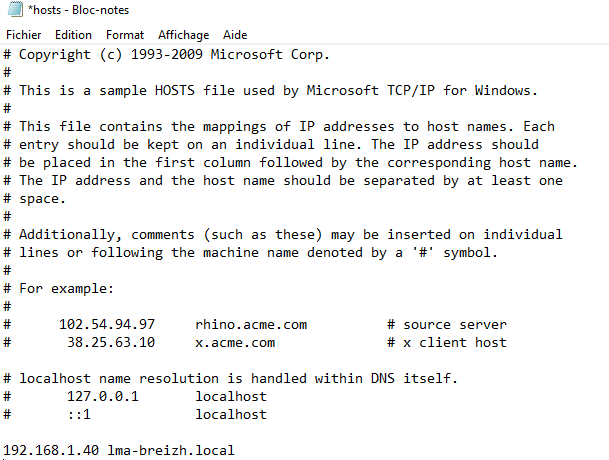 *hosts - Bloc-notes
Fichier Edition Format Affichage Aide
# Copyright (c) 1993-2009 Microsoft Corp.
#
# This is a sample HOSTS file used by Microsoft TCP/IP for Windows.
#
# This file contains the mappings of IP addresses to host names. Each
# entry should be kept on an individual line. The IP address should
# be placed in the first column followed by the corresponding host name.
# The IP address and the host name should be separated by at least one
# space.
#
# Additionally, comments (such as these) may be inserted on individual
# lines or following the machine name denoted by a '#' symbol.
#
# For example:
#
#      102.54.94.97     rhino.acme.com          # source server
#       38.25.63.10     x.acme.com              # x client host
# localhost name resolution is handled within DNS itself.
#       127.0.0.1       localhost
#       ::1             localhost
192.168.1.40 lma-breizh.local